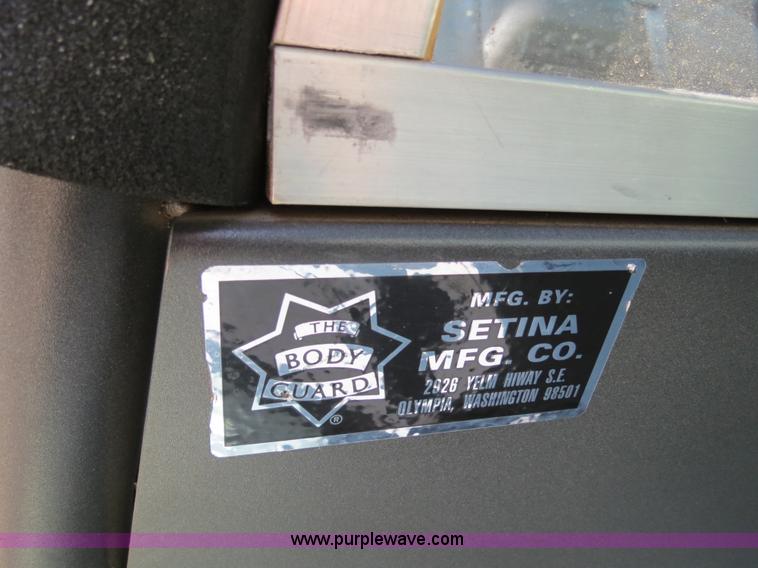 THE
BODY
GUARD
®
MFG. BY:
SETINA
MFG. CO.
2926 YELM HIWAY S.E.
OLYMPIA, WASHINGTON 98501
www.purplewave.com